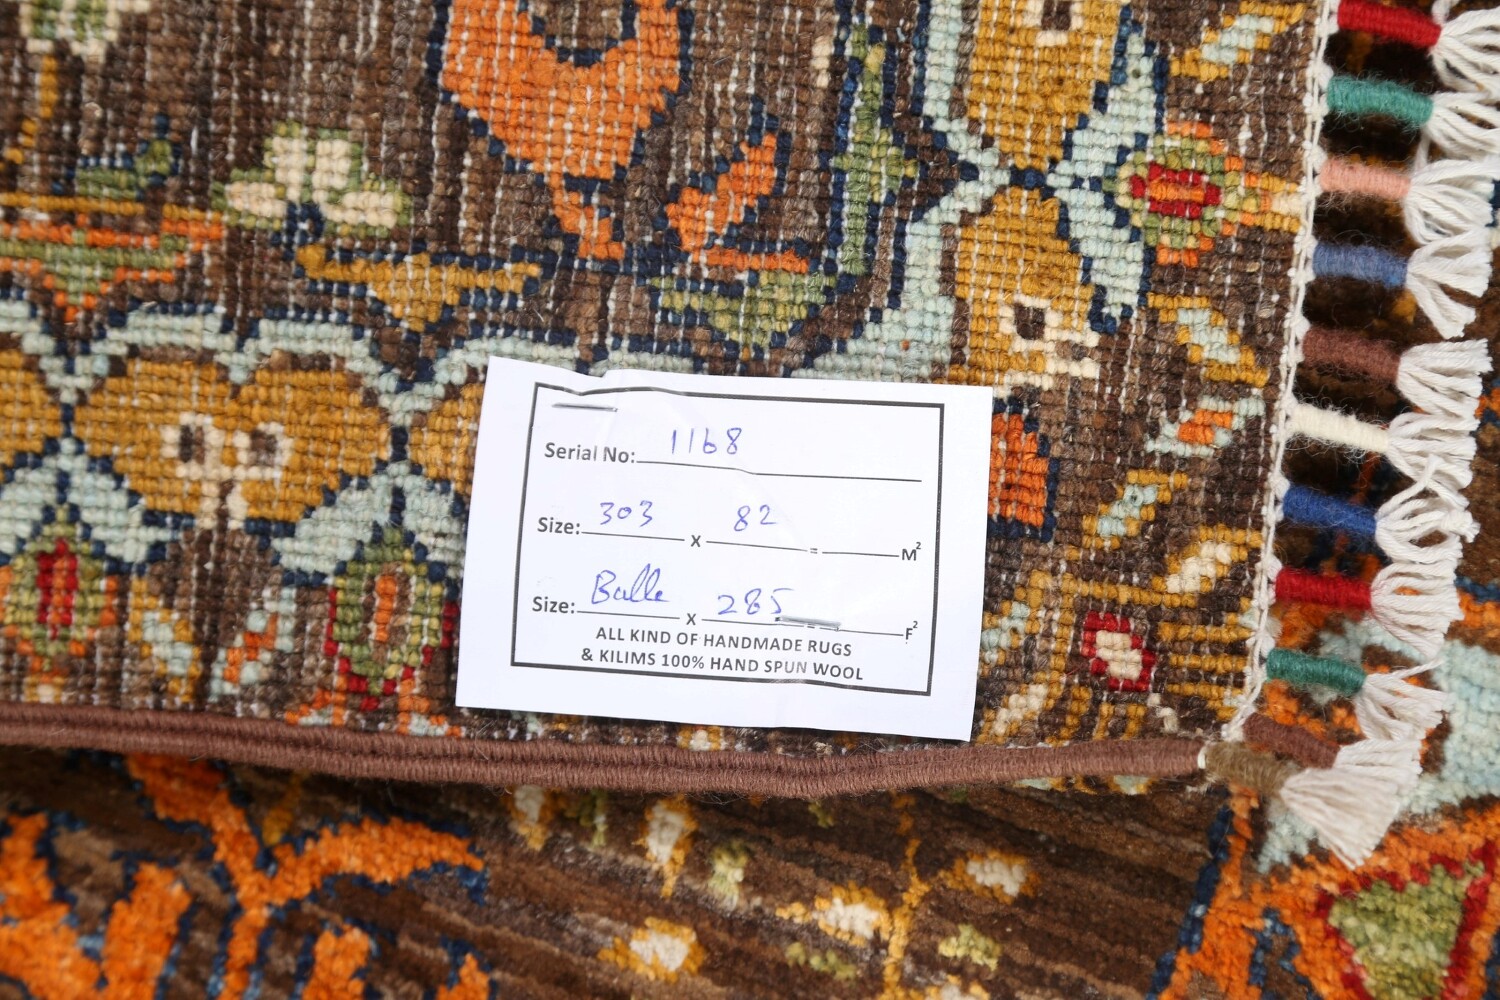 Serial No: 1168
Size: 303 x 82 = M²
Size: x 285 = F²
ALL KIND OF HANDMADE RUGS
& KILIMS 100% HAND SPUN WOOL